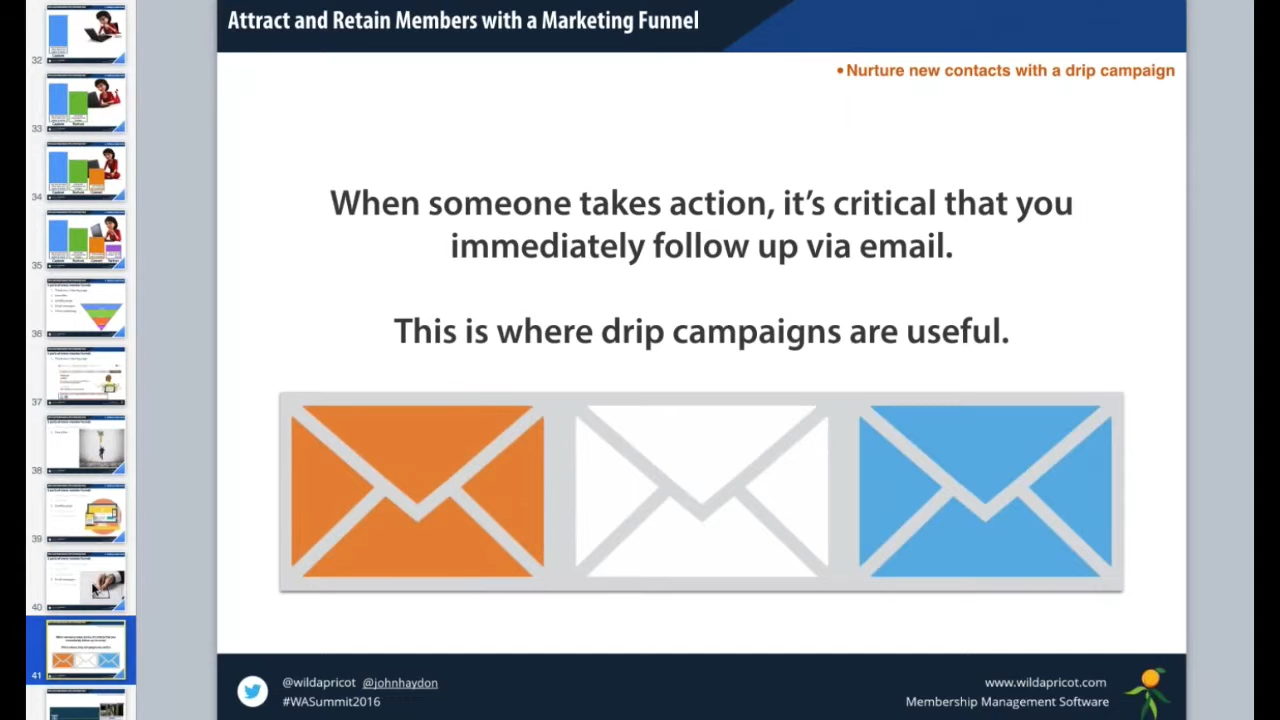 Attract and Retain Members with a Marketing Funnel
•Nurture new contacts with a drip campaign
When someone takes action, it’s critical that you
immediately follow up via email.
This is where drip campaigns are useful.
@wildapricot @johnhaydon
#WASummit2016
www.wildapricot.com
Membership Management Software
32
33
34
35
36
37
38
39
40
41